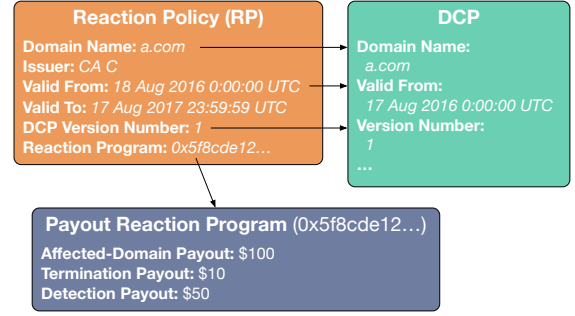 Reaction Policy (RP)
Domain Name: a.com
Issuer: CA C
Valid From: 18 Aug 2016 0:00:00 UTC
Valid To: 17 Aug 2017 23:59:59 UTC
DCP Version Number: 1
Reaction Program: 0x5f8cde12...
DCP
Domain Name:
a.com
Valid From:
17 Aug 2016 0:00:00 UTC
Version Number:
1
...
Payout Reaction Program (0x5f8cde12...)
Affected-Domain Payout: $100
Termination Payout: $10
Detection Payout: $50